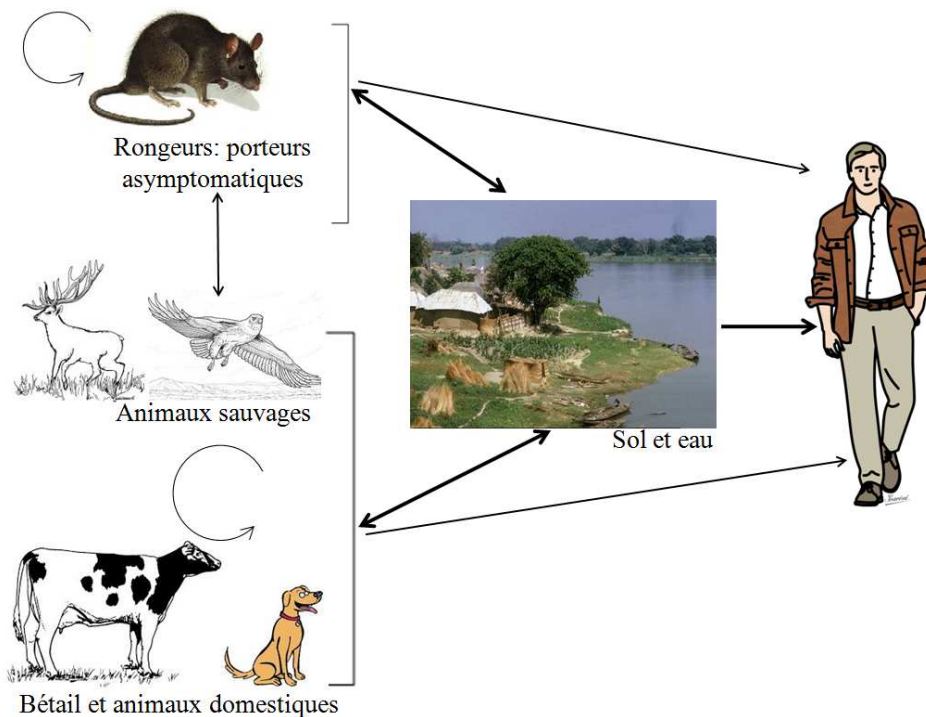 Rongeurs: porteurs
asymptomatiques
Animaux sauvages
Sol et eau
Bétail et animaux domestiques